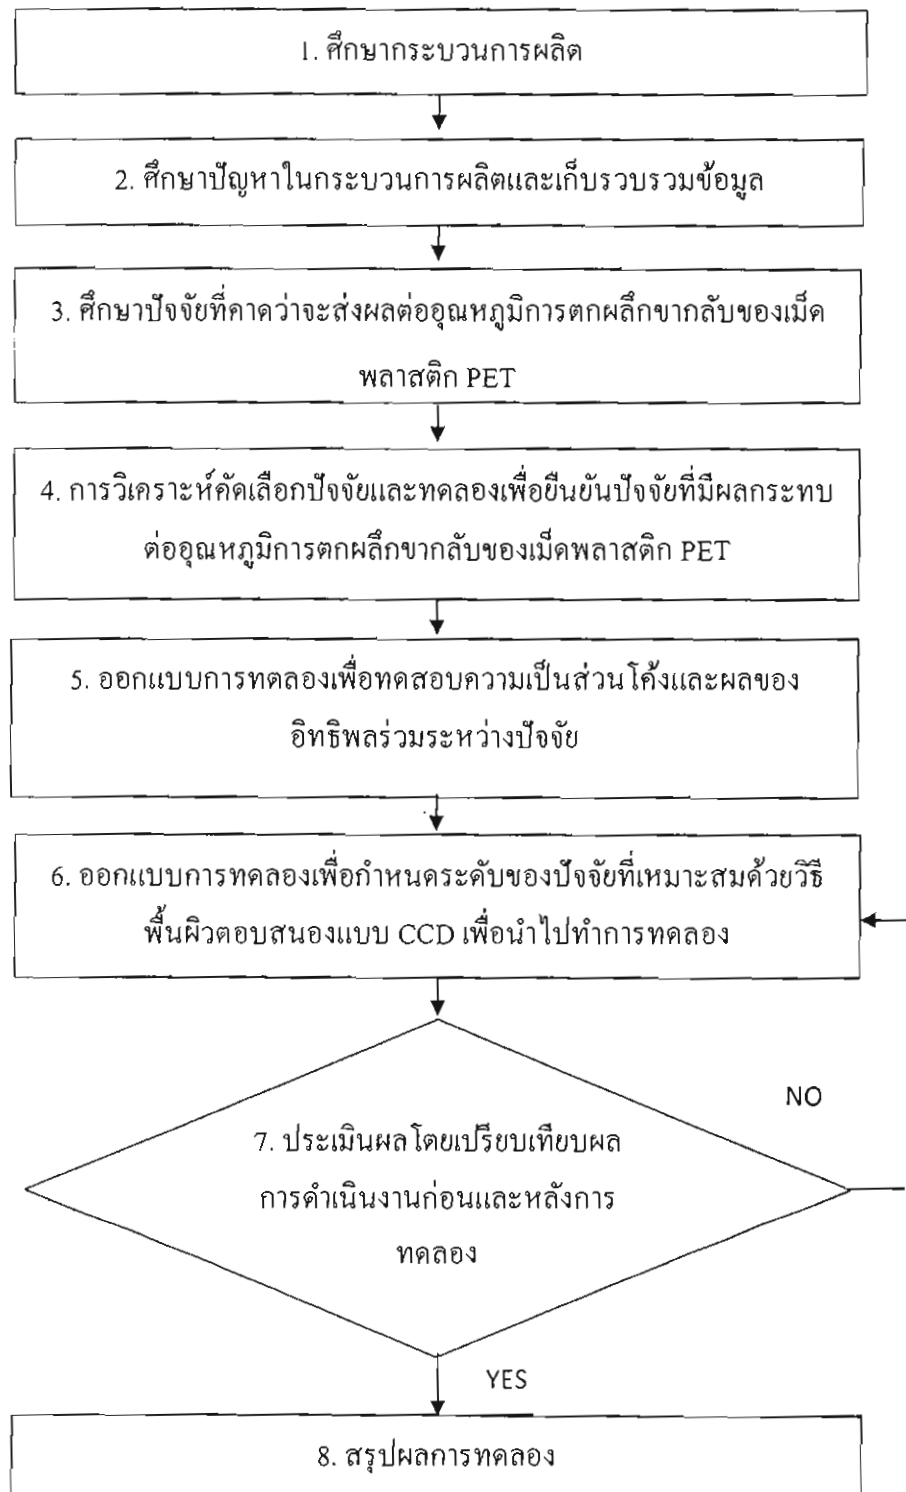 1. ศึกษากระบวนการผลิต
2. ศึกษาปัญหาในกระบวนการผลิตและเก็บรวบรวมข้อมูล
3. ศึกษาปัจจัยที่คาดว่าจะส่งผลต่ออุณหภูมิการตกผลึกขากลับของเม็ด
พลาสติก PET
4. การวิเคราะห์คัดเลือกปัจจัยและทดลองเพื่อยืนยันปัจจัยที่มีผลกระทบ
ต่ออุณหภูมิการตกผลึกขากลับของเม็ดพลาสติก PET
5. ออกแบบการทดลองเพื่อทดสอบความเป็นส่วนโค้งและผลของ
อิทธิพลร่วมระหว่างปัจจัย
6. ออกแบบการทดลองเพื่อกำหนดระดับของปัจจัยที่เหมาะสมด้วยวิธี
พื้นผิวตอบสนองแบบ CCD เพื่อนำไปทำการทดลอง
NO
7. ประเมินผลโดยเปรียบเทียบผล
การดำเนินงานก่อนและหลังการ
ทดลอง
YES
8. สรุปผลการทดลอง